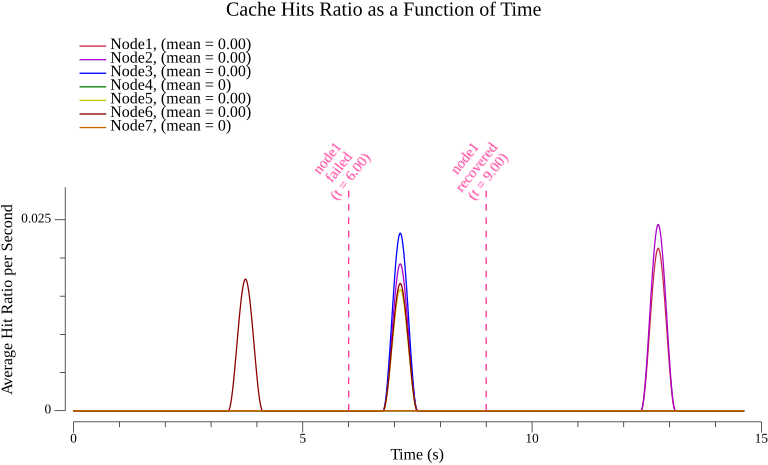 Cache Hits Ratio as a Function of Time
Node1, (mean = 0.00)
Node2, (mean = 0.00)
Node3, (mean = 0.00)
Node4, (mean = 0)
Node5, (mean = 0.00)
Node6, (mean = 0.00)
Node7, (mean = 0)
node1
failed
(t = 6.00)
node1
recovered
(t = 9.00)
Average Hit Ratio per Second
0.025
0
0
5
10
15
Time (s)